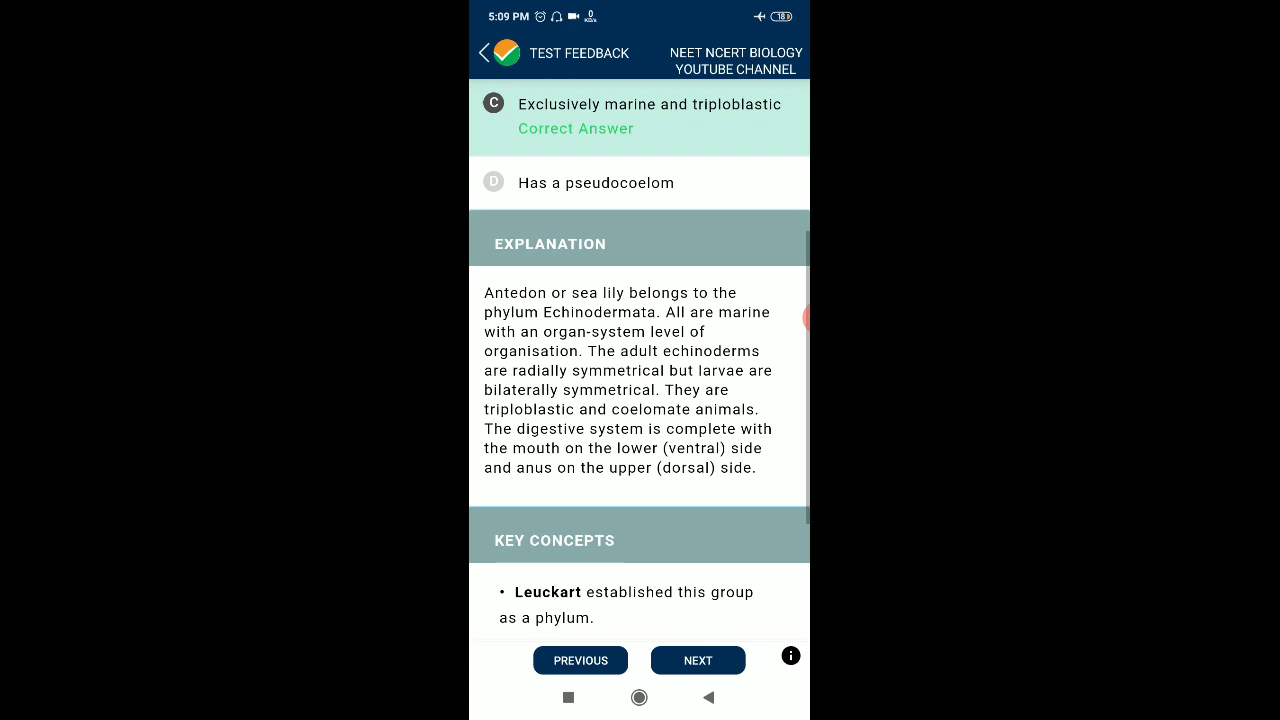 5:09 PM 0 KB/s 18
TEST FEEDBACK
NEET NCERT BIOLOGY
YOUTUBE CHANNEL
C Exclusively marine and triploblastic
Correct Answer
D Has a pseudocoelom
EXPLANATION
Antedon or sea lily belongs to the
phylum Echinodermata. All are marine
with an organ-system level of
organisation. The adult echinoderms
are radially symmetrical but larvae are
bilaterally symmetrical. They are
triploblastic and coelomate animals.
The digestive system is complete with
the mouth on the lower (ventral) side
and anus on the upper (dorsal) side.
KEY CONCEPTS
• Leuckart established this group
as a phylum.
PREVIOUS NEXT i